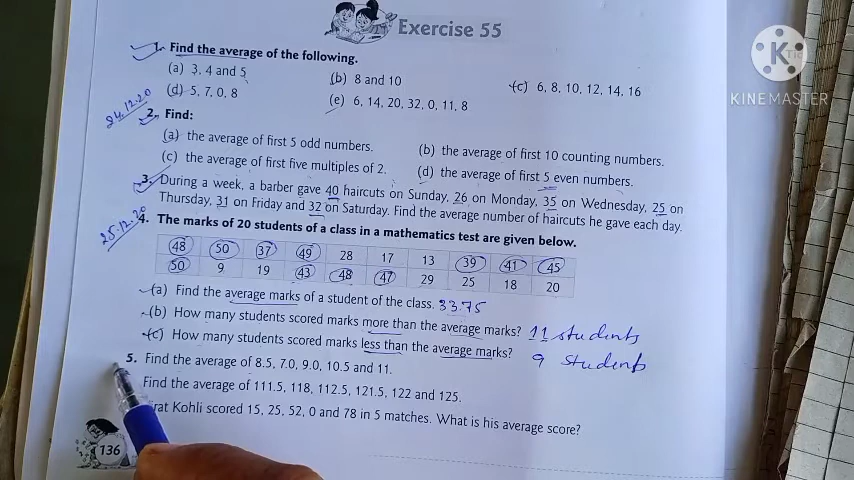 Exercise 55
K
Tic
KINEMASTER
1. Find the average of the following.
(a) 3, 4 and 5
(b) 8 and 10
(c) 6, 8, 10, 12, 14, 16
(d) 5, 7, 0, 8
(e) 6, 14, 20, 32, 0, 11, 8
24.12.20
2. Find:
(a) the average of first 5 odd numbers.
(b) the average of first 10 counting numbers.
(c) the average of first five multiples of 2.
(d) the average of first 5 even numbers.
3. During a week, a barber gave 40 haircuts on Sunday, 26 on Monday, 35 on Wednesday, 25 on
Thursday, 31 on Friday and 32 on Saturday. Find the average number of haircuts he gave each day.
25.12.20
4. The marks of 20 students of a class in a mathematics test are given below.
48 50 37 49 28 17 13 39 41 45
50 9 19 43 48 47 29 25 18 20
(a) Find the average marks of a student of the class. 33.75
(b) How many students scored marks more than the average marks? 11 students
(c) How many students scored marks less than the average marks? 9 students
5. Find the average of 8.5, 7.0, 9.0, 10.5 and 11.
Find the average of 111.5, 118, 112.5, 121.5, 122 and 125.
Kohli scored 15, 25, 52, 0 and 78 in 5 matches. What is his average score?
136